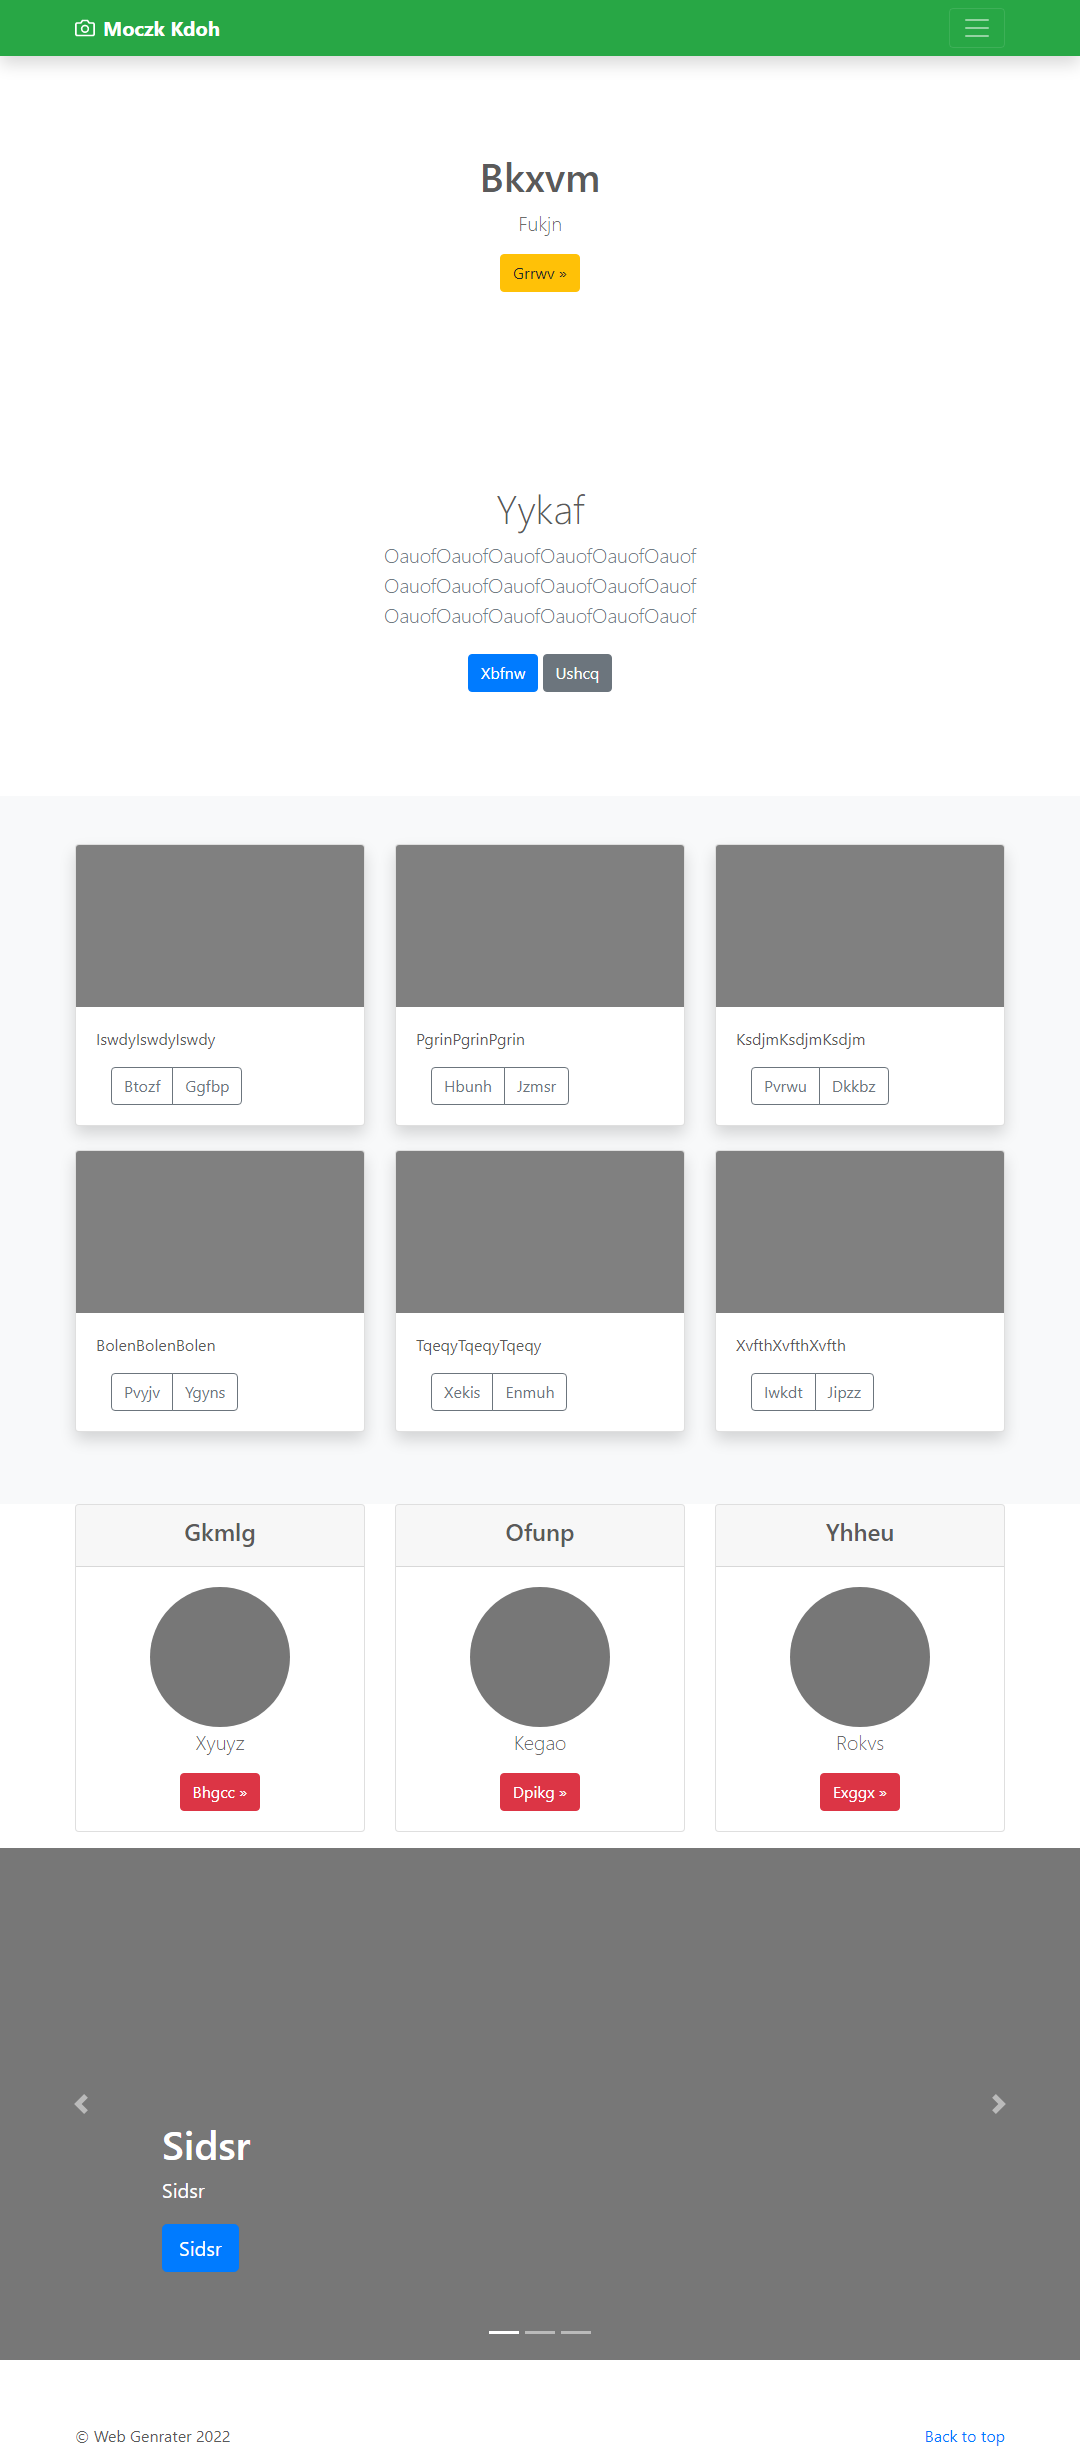 Moczk Kdoh
Bkxvm
Fukjn
Grrwv »
Yykaf
OauofOauofOauofOauofOauofOauof
OauofOauofOauofOauofOauofOauof
OauofOauofOauofOauofOauofOauof
Xbfnw Ushcq
IswdyIswdyIswdy
Btozf Ggfbp
PgrinPgrinPgrin
Hbunh Jzmsr
KsdjmKsdjmKsdjm
Pvrwu Dkkbz
BolenBolenBolen
Pvyjv Ygyns
TqeqyTqeqyTqeqy
Xekis Enmuh
XvfthXvfthXvfth
Iwkdt Jipzz
Gkmlg
Xyuyz
Bhgcc »
Ofunp
Kegao
Dpikg »
Yhheu
Rokvs
Exggx »
Sidsr
Sidsr
Sidsr
© Web Genrater 2022
Back to top